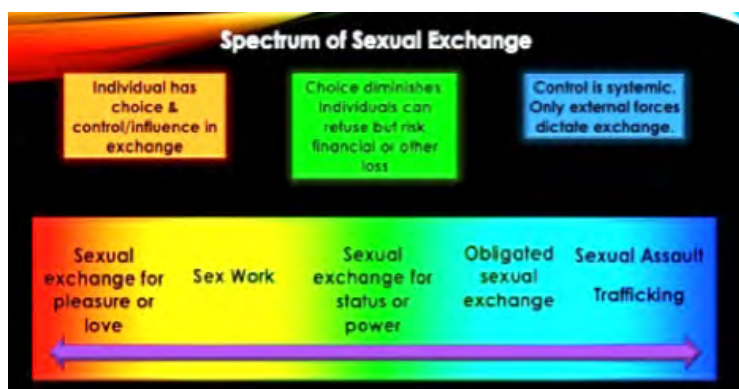 Spectrum of Sexual Exchange
Individual has
choice &
control/influence in
exchange
Choice diminishes
Individuals can
refuse but risk
financial or other
loss
Control is systemic.
Only external forces
dictate exchange.
Sexual
exchange for
pleasure or
love
Sex Work
Sexual
exchange for
status or
power
Obligated
sexual
exchange
Sexual Assault
Trafficking